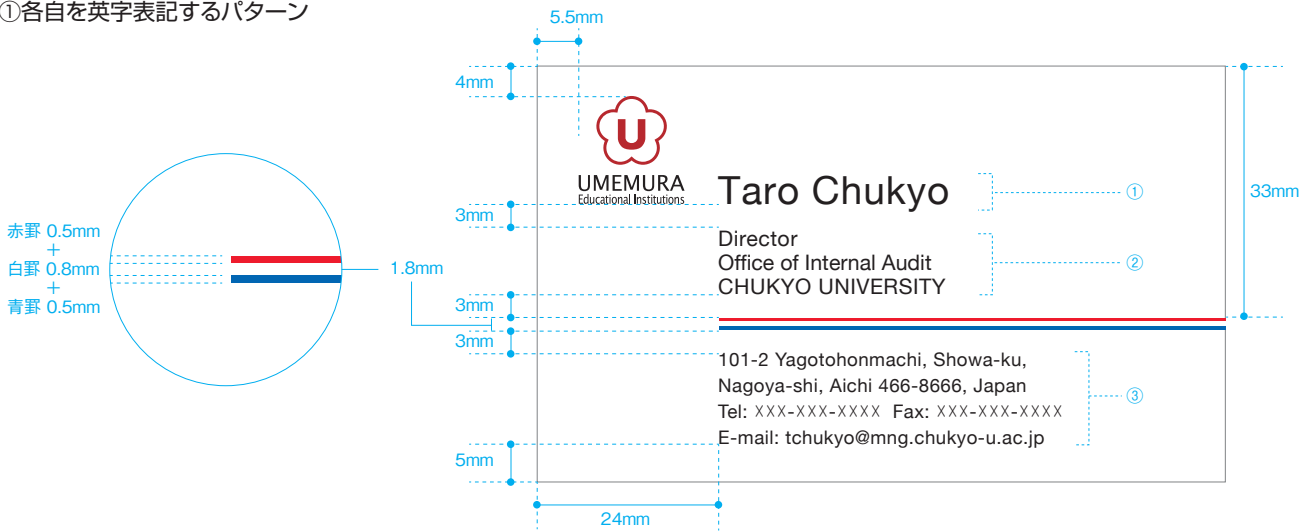 ①各自を英字表記するパターン
5.5mm
4mm
U
UMEMURA
Educational Institutions
Taro Chukyo
①
33mm
3mm
Director
Office of Internal Audit
CHUKYO UNIVERSITY
②
赤罫 0.5mm
+
白罫 0.8mm
+
青罫 0.5mm
1.8mm
3mm
3mm
101-2 Yagotohonmachi, Showa-ku,
Nagoya-shi, Aichi 466-8666, Japan
Tel: XXX-XXX-XXXX Fax: XXX-XXX-XXXX
E-mail: tchukyo@mng.chukyo-u.ac.jp
③
5mm
24mm